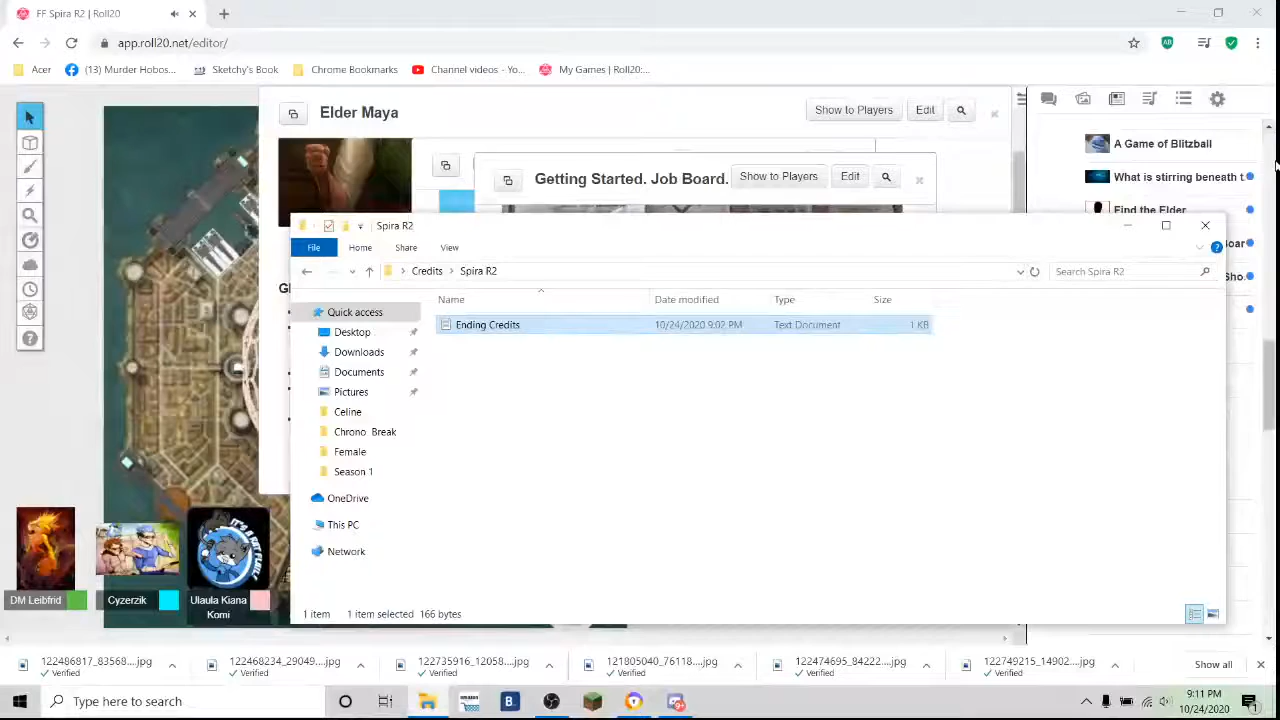 FF Spira R2 | Roll20
app.roll20.net/editor/
Acer
(13) Murder Hobos...
Sketchy's Book
Chrome Bookmarks
Channel videos - Yo...
My Games | Roll20:...
Elder Maya
Show to Players
Edit
Getting Started. Job Board.
Show to Players
Edit
A Game of Blitzball
What is stirring beneath t.
Find the Elder
Spira R2
File
Home
Share
View
Credits > Spira R2
Search Spira R2
Name
Date modified
Type
Size
Ending Credits
10/24/2020 9:02 PM
Text Document
1 KB
Quick access
Desktop
Downloads
Documents
Pictures
Celine
Chrono Break
Female
Season 1
OneDrive
This PC
Network
1 item
1 item selected 166 bytes
IT'S A
DM Leibfrid
Cyzerzik
Ulaula Kiana
Komi
122486817_83568....jpg
Verified
122468234_29049....jpg
Verified
122735916_12058....jpg
Verified
121805040_76118....jpg
Verified
122474695_84222....jpg
Verified
122749215_14902....jpg
Verified
Show all
Type here to search
amazon
B.
9:11 PM
10/24/2020
1